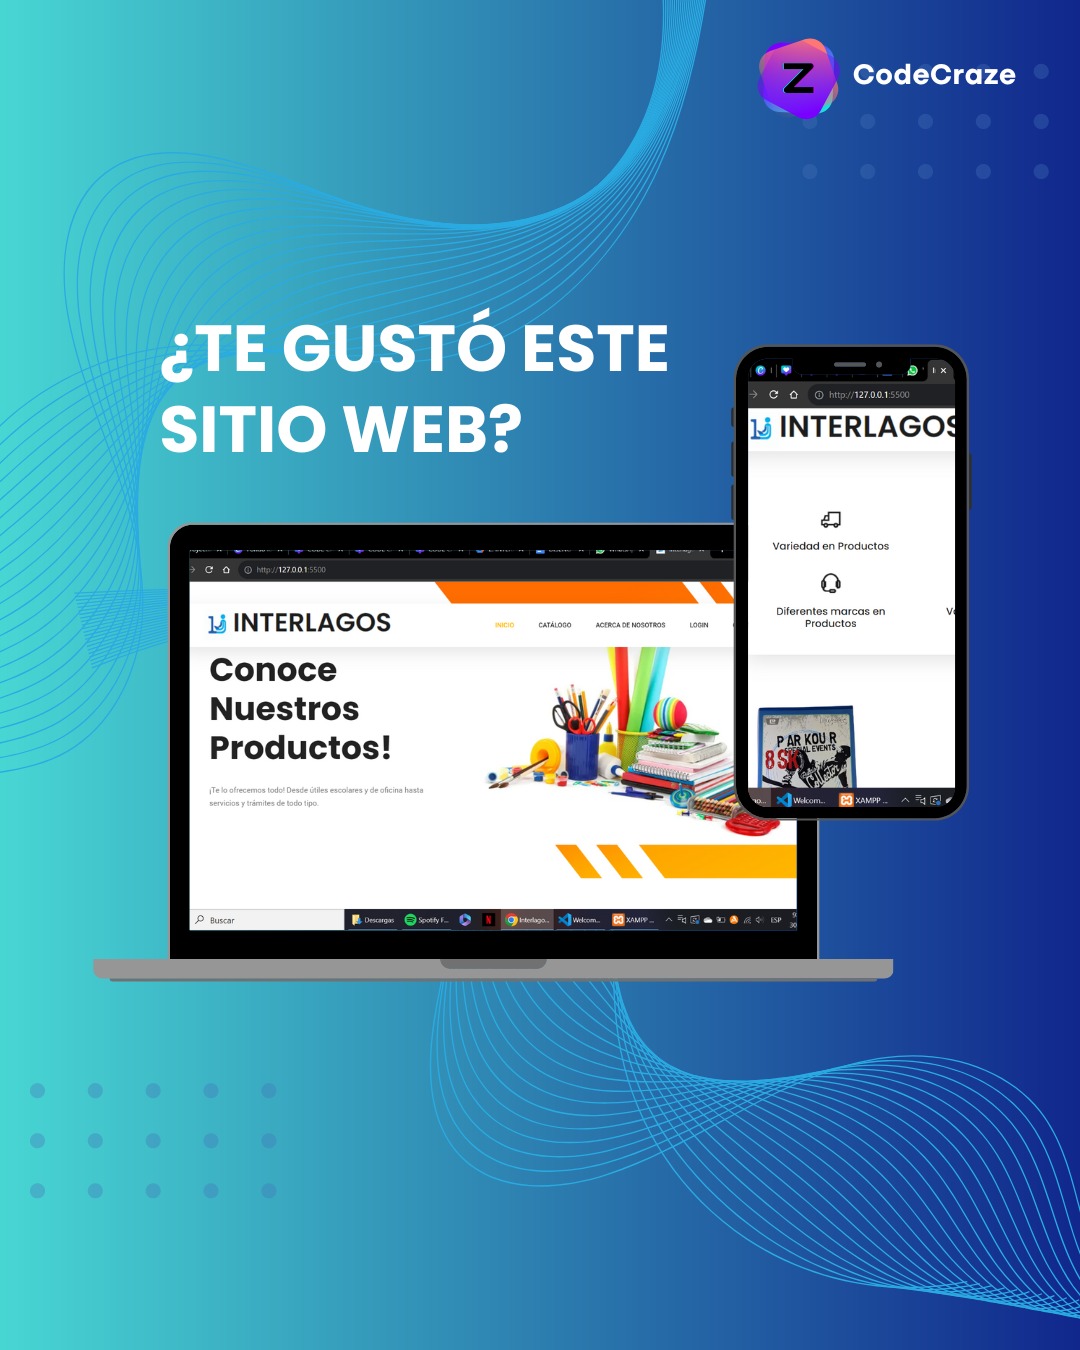 CodeCraze
¿TE GUSTÓ ESTE
SITIO WEB?
http://127.0.0.1:5500
INTERLAGOS
INICIO
CATÁLOGO
ACERCA DE NOSOTROS
LOGIN
Conoce
Nuestros
Productos!
¡Te lo ofrecemos todo! Desde útiles escolares y de oficina hasta
servicios y trámites de todo tipo.
Buscar
Descargas
Spotify F...
Interlago...
Welcom...
XAMPP ...
ESP
http://127.0.0.1:5500
INTERLAGOS
Variedad en Productos
Diferentes marcas en
Productos
PARKOUR
Welcom...
XAMPP ...